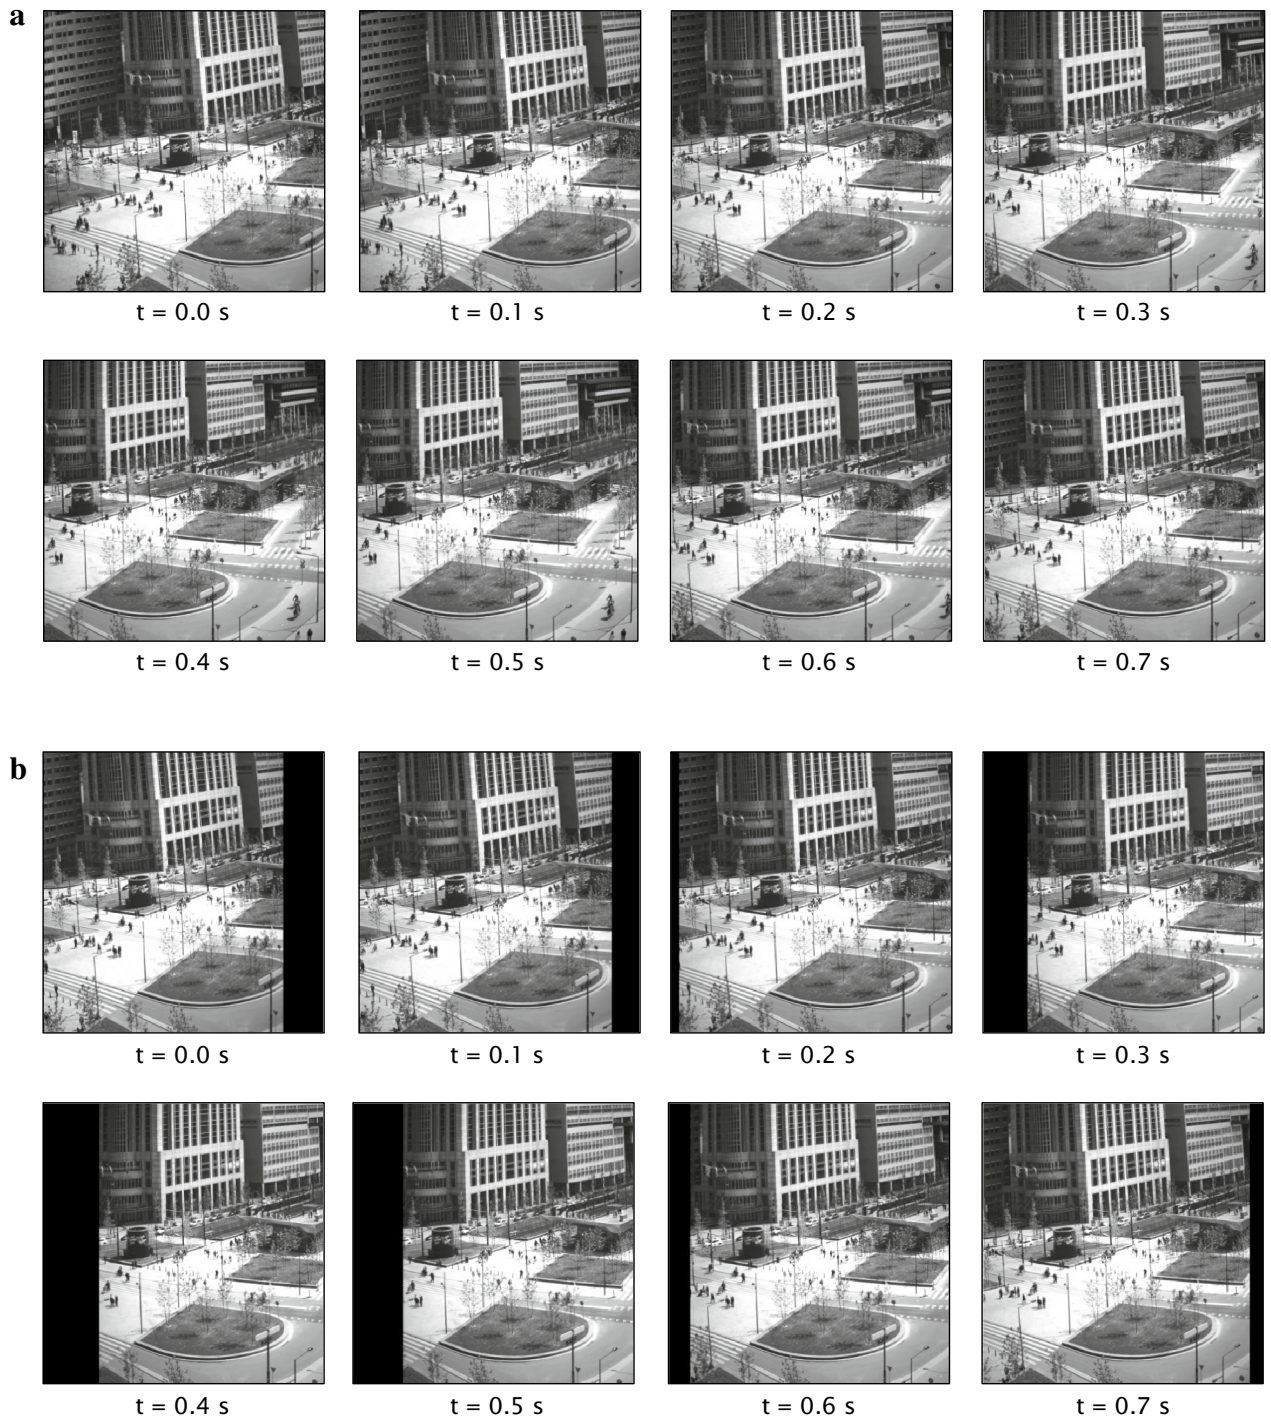 a
t = 0.0 s
t = 0.1 s
t = 0.2 s
t = 0.3 s
t = 0.4 s
t = 0.5 s
t = 0.6 s
t = 0.7 s
b
t = 0.0 s
t = 0.1 s
t = 0.2 s
t = 0.3 s
t = 0.4 s
t = 0.5 s
t = 0.6 s
t = 0.7 s